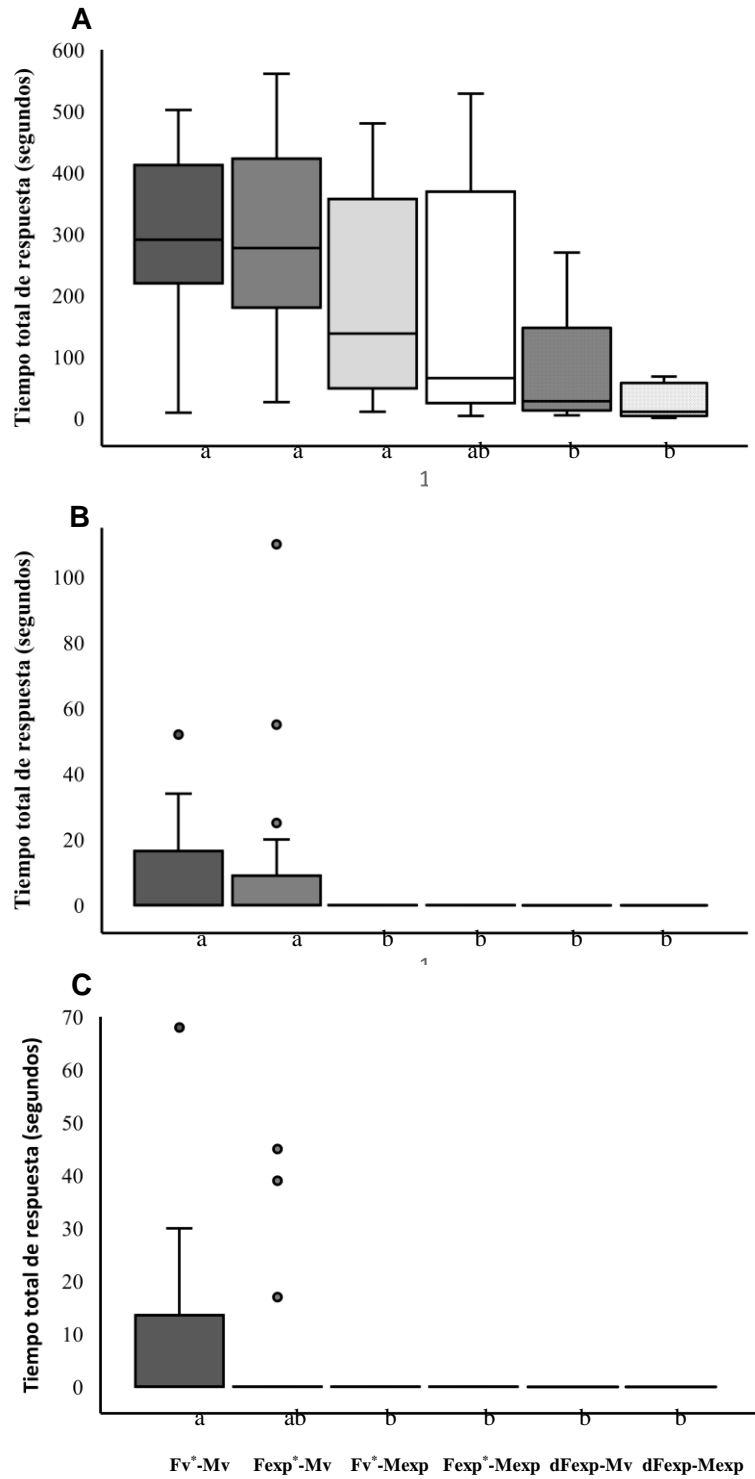 A
Tiempo total de respuesta (segundos)
600
500
400
300
200
100
0
a a a ab b b
1
B
Tiempo total de respuesta (segundos)
100
80
60
40
20
0
a a b b b b
1
C
Tiempo total de respuesta (segundos)
70
60
50
40
30
20
10
0
a ab b b b b
Fv*-Mv Fexp*-Mv Fv*-Mexp Fexp*-Mexp dFexp-Mv dFexp-Mexp